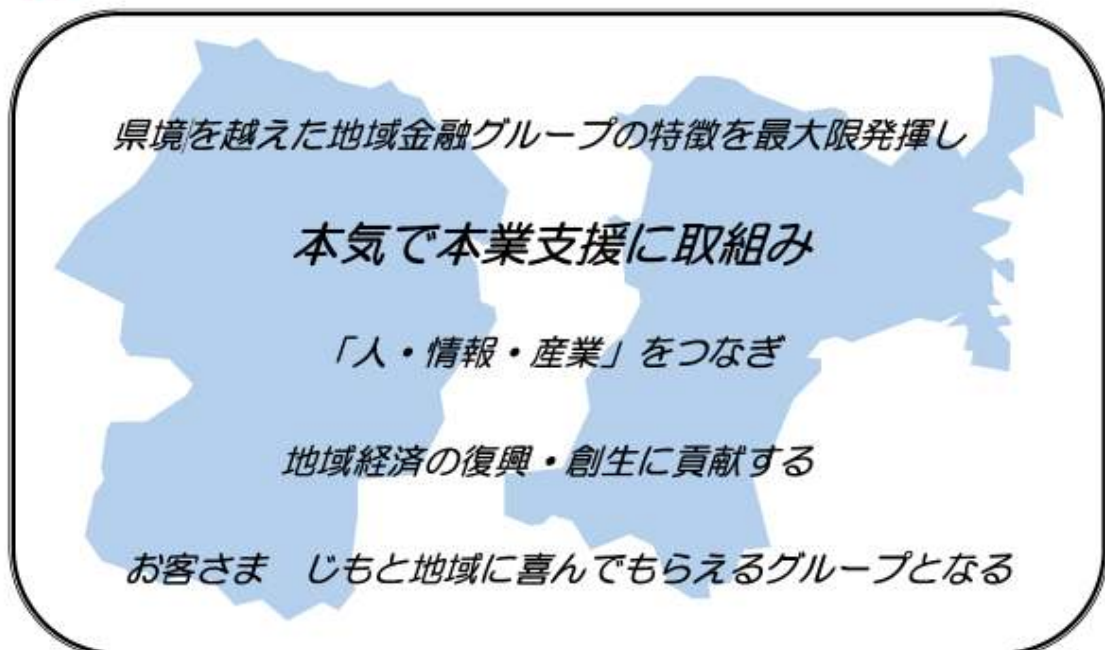 県境を越えた地域金融グループの特徴を最大限発揮し
本気で本業支援に取組み
「人・情報・産業」をつなぎ
地域経済の復興・創生に貢献する
お客さま　じもと地域に喜んでもらえるグループとなる